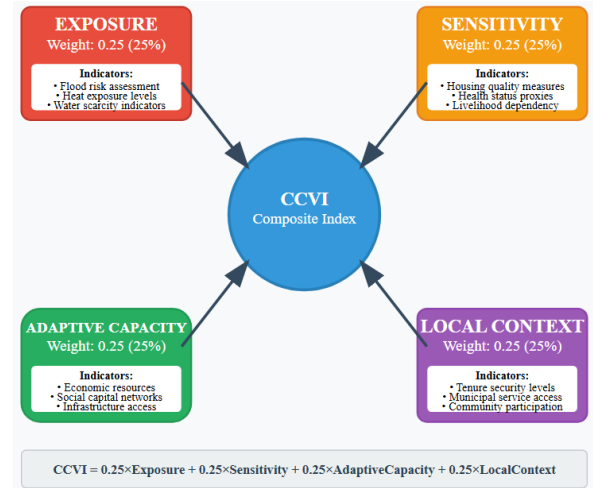 EXPOSURE
Weight: 0.25 (25%)
Indicators:
• Flood risk assessment
• Heat exposure levels
• Water scarcity indicators
SENSITIVITY
Weight: 0.25 (25%)
Indicators:
• Housing quality measures
• Health status proxies
• Livelihood dependency
CCVI
Composite Index
ADAPTIVE CAPACITY
Weight: 0.25 (25%)
Indicators:
• Economic resources
• Social capital networks
• Infrastructure access
LOCAL CONTEXT
Weight: 0.25 (25%)
Indicators:
• Tenure security levels
• Municipal service access
• Community participation
CCVI = 0.25×Exposure + 0.25×Sensitivity + 0.25×AdaptiveCapacity + 0.25×LocalContext